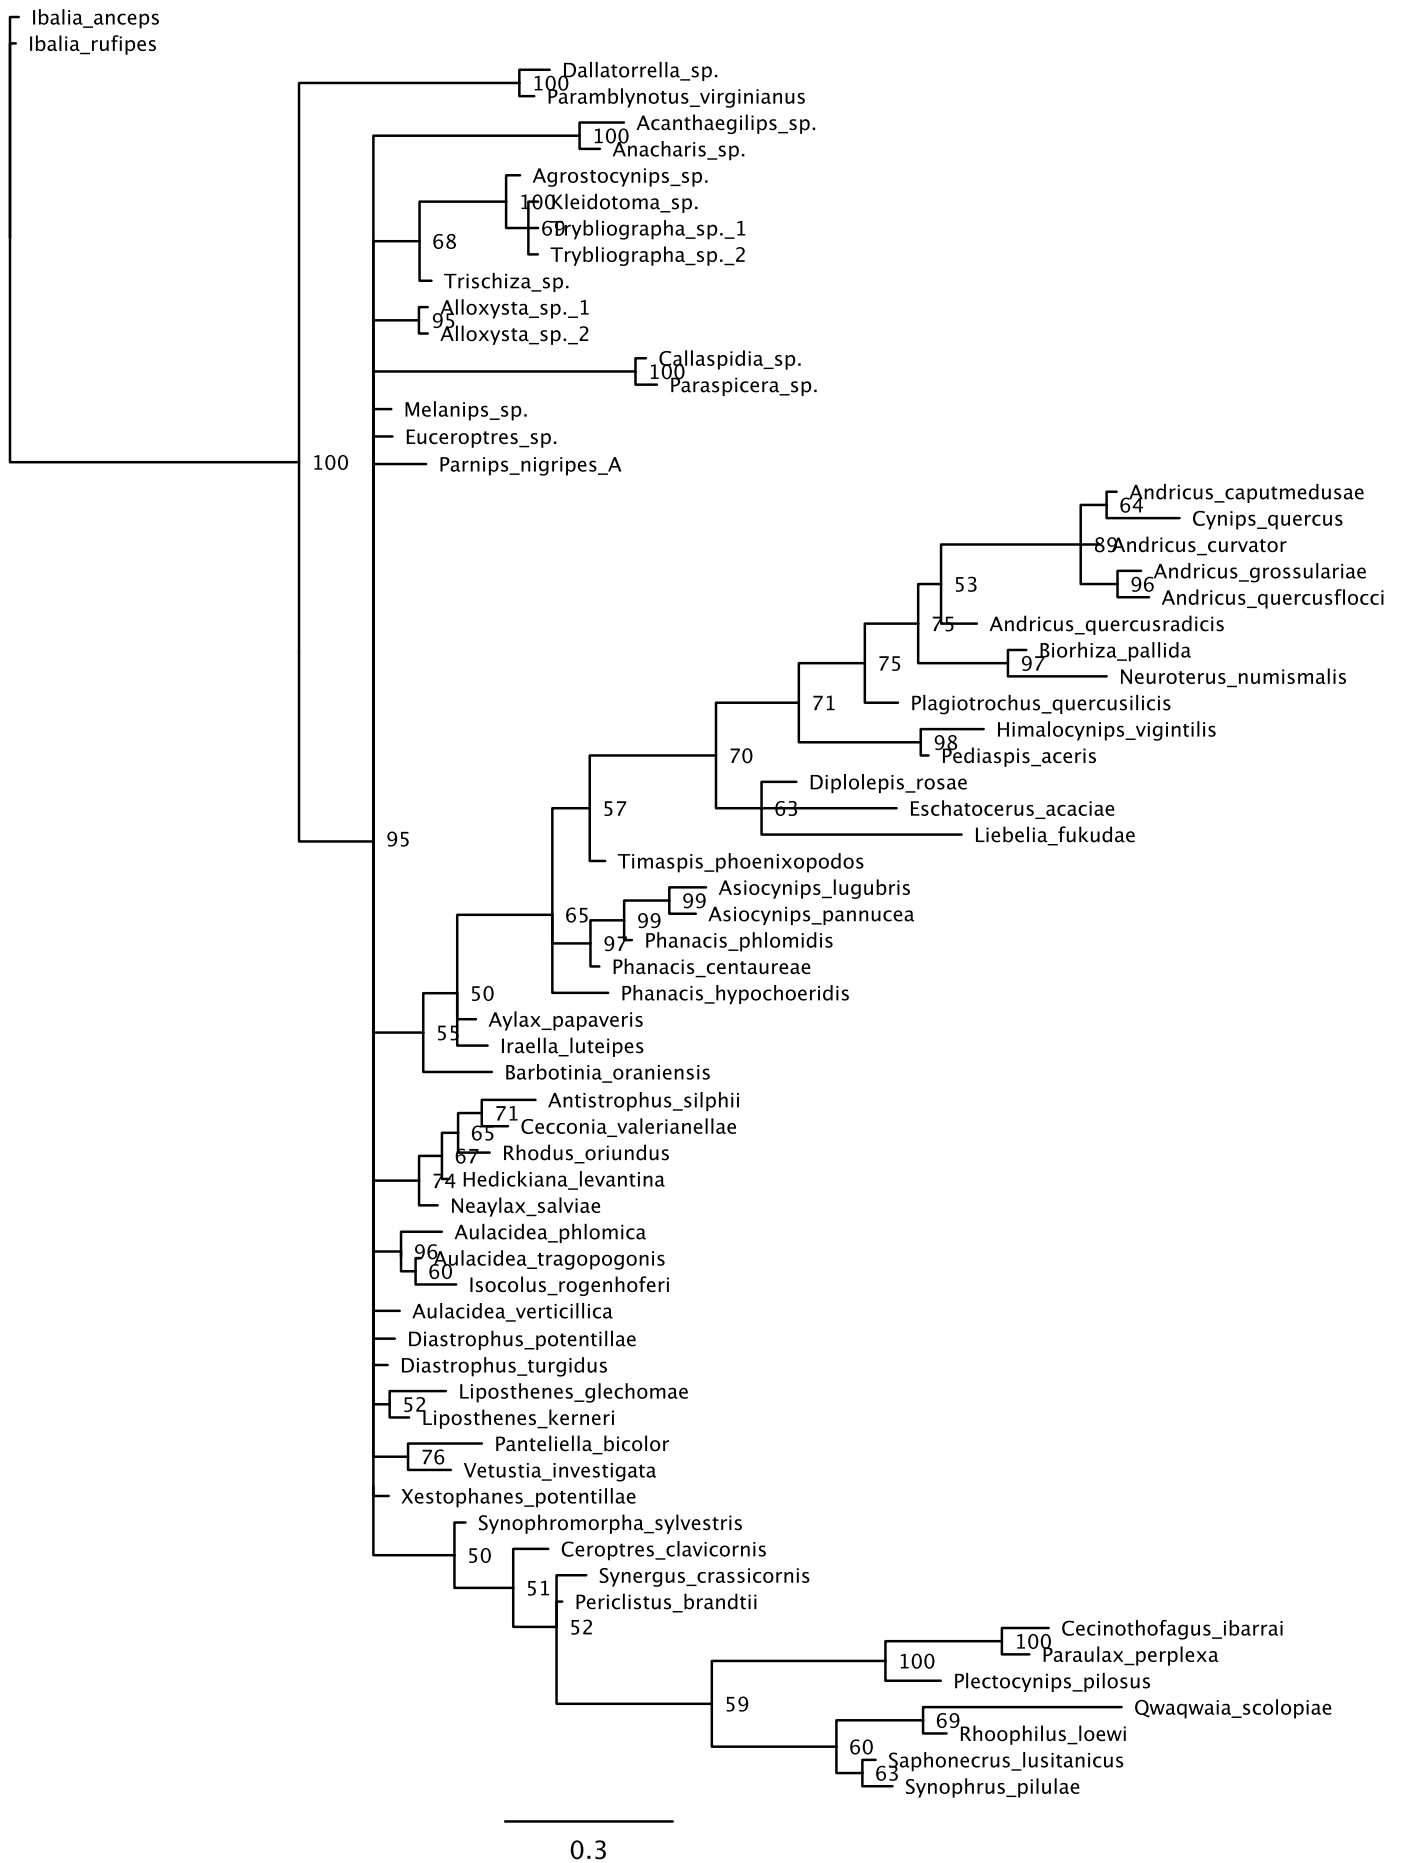 Ibalia_anceps
Ibalia_rufipes
Dallatorrella_sp.
100
Paramblynotus_virginianus
Acanthaegilips_sp.
100
Anacharis_sp.
Agrostocynips_sp.
100
Kleidotoma_sp.
69
Trybliographa_sp._1
68
Trybliographa_sp._2
Trischiza_sp.
Alloxysta_sp._1
95
Alloxysta_sp._2
Callaspidia_sp.
100
Paraspicera_sp.
Melanips_sp.
Euceroptres_sp.
100
Parnips_nigripes_A
Andricus_caputmedusae
64
Cynips_quercus
89
Andricus_curvator
Andricus_grossulariae
96
53
Andricus_quercusflocci
75
Andricus_quercusradicis
Biorhiza_pallida
75
97
Neuroterus_numismalis
71
Plagiotrochus_quercusilicis
Himalocynips_vigintilis
98
70
Pediaspis_aceris
Diplolepis_rosae
57
63
Eschatocerus_acaciae
95
Liebelia_fukudae
Timaspis_phoenixopodos
Asiocynips_lugubris
99
65
Asiocynips_pannucea
99
97
Phanacis_phlomidis
Phanacis_centaureae
50
Phanacis_hypochoeridis
Aylax_papaveris
55
Iraella_luteipes
Barbotinia_oraniensis
Antistrophus_silphii
71
65
Cecconia_valerianellae
67
Rhodus_oriundus
74
Hedickiana_levantina
Neaylax_salviae
Aulacidea_phlomica
96
Aulacidea_tragopogonis
60
Isocolus_rogenhoferi
Aulacidea_verticillica
Diastrophus_potentillae
Diastrophus_turgidus
Liposthenes_glechomae
52
Liposthenes_kerneri
Panteliella_bicolor
76
Vetustia_investigata
Xestophanes_potentillae
Synophromorpha_sylvestris
50
Ceroptres_clavicornis
51
Synergus_crassicornis
Periclistus_brandtii
52
Cecinothofagus_ibarrai
100
100
Paraulax_perplexa
Plectocynips_pilosus
59
Qwaqwaia_scolopiae
69
Rhoophilus_loewi
60
Saphonecrus_lusitanicus
63
Synophrus_pilulae
0.3